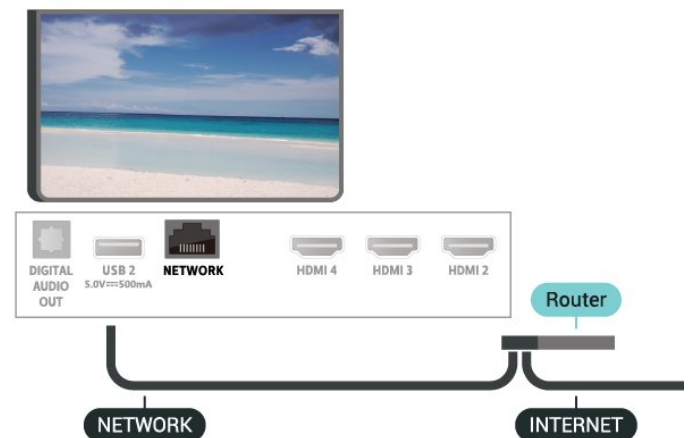 DIGITAL
AUDIO
OUT
USB 2
5.0V⎓500mA
NETWORK
HDMI 4
HDMI 3
HDMI 2
Router
NETWORK
INTERNET